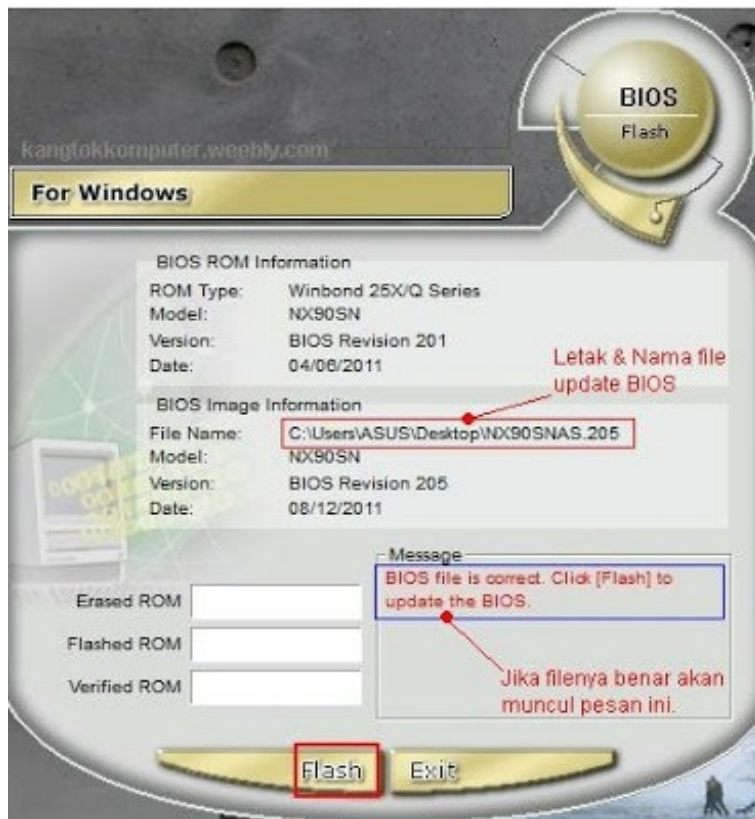 BIOS
Flash
kangtokkomputer.weebly.com
For Windows
BIOS ROM Information
ROM Type: Winbond 25X/Q Series
Model: NX90SN
Version: BIOS Revision 201
Date: 04/06/2011
Letak & Nama file
update BIOS
BIOS Image Information
File Name: C:\Users\ASUS\Desktop\NX90SNAS.205
Model: NX90SN
Version: BIOS Revision 205
Date: 08/12/2011
Message
BIOS file is correct. Click [Flash] to
update the BIOS.
Erased ROM
Flashed ROM
Verified ROM
Jika filenya benar akan
muncul pesan ini.
Flash Exit